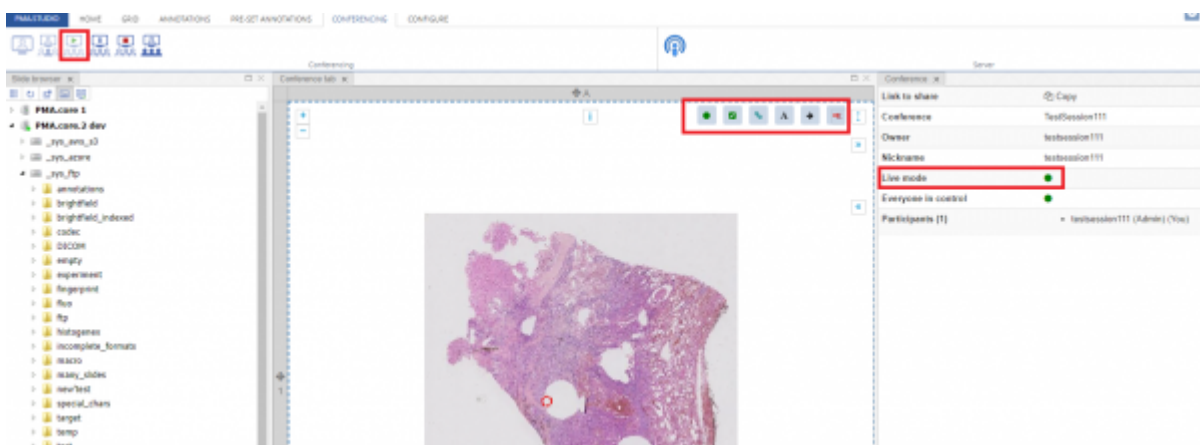 PMA.STUDIO HOME GRID ANNOTATIONS PRE-SET ANNOTATIONS CONFERENCING CONFIGURE
Conferencing Server
Slide browser × Conference tab × Conference ×
PMA.core 1
PMA.core.2 dev
_sys_aws_s3
_sys_azure
_sys_ftp
annotations
brightfield
brightfield_indexed
codec
DICOM
empty
experiment
fingerprint
fluo
ftp
histogenex
incomplete_formats
macro
many_slides
newTest
special_chars
target
temp
A
1
+
-
i
A
Link to share Copy
Conference TestSession111
Owner testsession111
Nickname testsession111
Live mode
Everyone in control
Participants (1) testsession111 (Admin) (You)